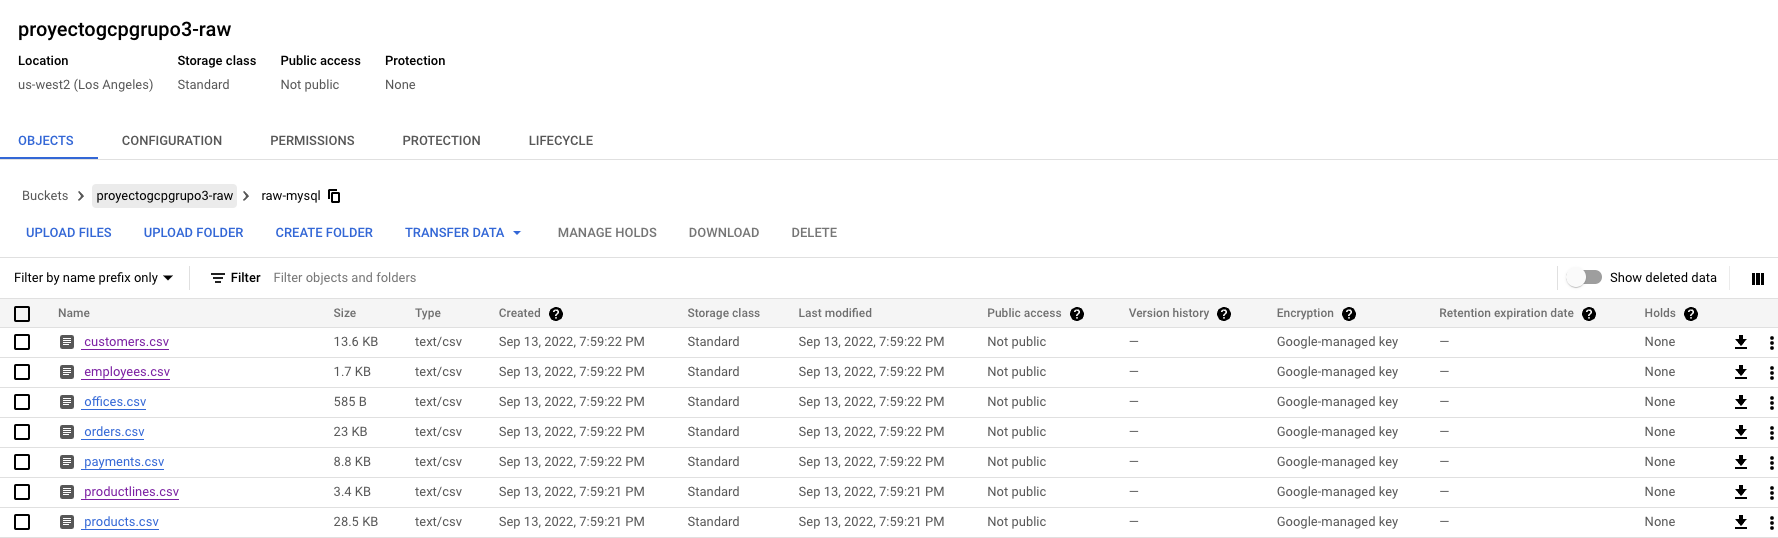 proyectogcpgrupo3-raw
Location Storage class Public access Protection
us-west2 (Los Angeles) Standard Not public None
OBJECTS CONFIGURATION PERMISSIONS PROTECTION LIFECYCLE
Buckets > proyectogcpgrupo3-raw > raw-mysql
UPLOAD FILES UPLOAD FOLDER CREATE FOLDER TRANSFER DATA MANAGE HOLDS DOWNLOAD DELETE
Filter by name prefix only Filter Filter objects and folders Show deleted data
Name Size Type Created ? Storage class Last modified Public access ? Version history ? Encryption ? Retention expiration date ? Holds ?
customers.csv 13.6 KB text/csv Sep 13, 2022, 7:59:22 PM Standard Sep 13, 2022, 7:59:22 PM Not public — Google-managed key — None
employees.csv 1.7 KB text/csv Sep 13, 2022, 7:59:22 PM Standard Sep 13, 2022, 7:59:22 PM Not public — Google-managed key — None
offices.csv 585 B text/csv Sep 13, 2022, 7:59:22 PM Standard Sep 13, 2022, 7:59:22 PM Not public — Google-managed key — None
orders.csv 23 KB text/csv Sep 13, 2022, 7:59:22 PM Standard Sep 13, 2022, 7:59:22 PM Not public — Google-managed key — None
payments.csv 8.8 KB text/csv Sep 13, 2022, 7:59:22 PM Standard Sep 13, 2022, 7:59:22 PM Not public — Google-managed key — None
productlines.csv 3.4 KB text/csv Sep 13, 2022, 7:59:21 PM Standard Sep 13, 2022, 7:59:21 PM Not public — Google-managed key — None
products.csv 28.5 KB text/csv Sep 13, 2022, 7:59:21 PM Standard Sep 13, 2022, 7:59:21 PM Not public — Google-managed key — None